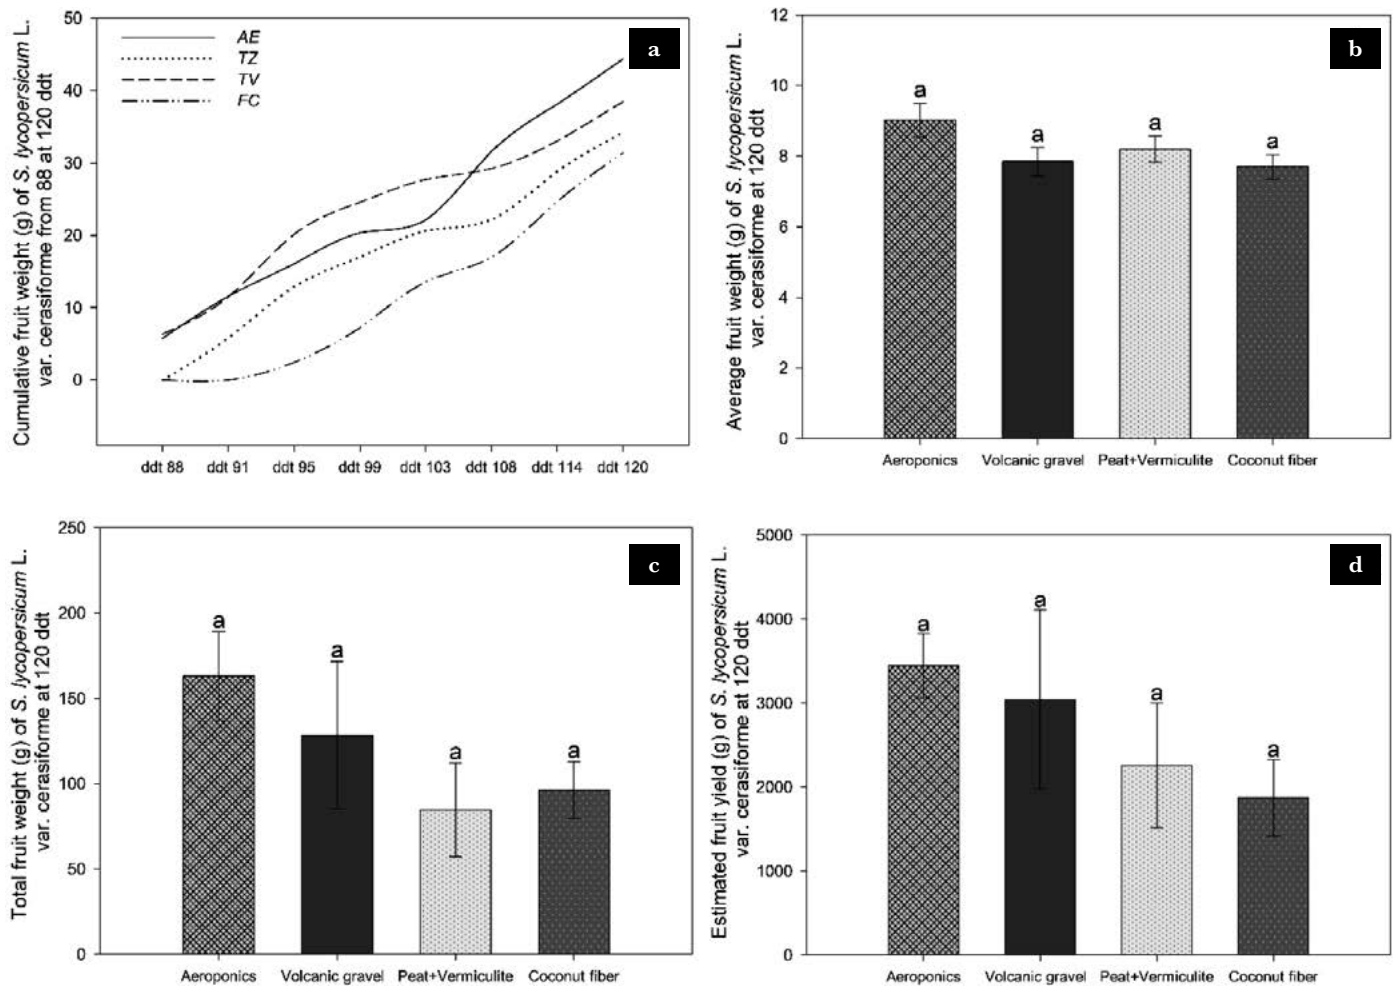 Cumulative fruit weight (g) of S. lycopersicum L.
var. cerasiforme from 88 at 120 ddt
50
40
30
20
10
0
AE
TZ
TV
FC
a
ddt 88 ddt 91 ddt 95 ddt 99 ddt 103 ddt 108 ddt 114 ddt 120
Average fruit weight (g) of S. lycopersicum L.
var. cerasiforme at 120 ddt
12
10
8
6
4
2
0
b
a a a a
Aeroponics Volcanic gravel Peat+Vermiculite Coconut fiber
Total fruit weight (g) of S. lycopersicum L.
var. cerasiforme at 120 ddt
250
200
150
100
50
0
c
a a a a
Aeroponics Volcanic gravel Peat+Vermiculite Coconut fiber
Estimated fruit yield (g) of S. lycopersicum L.
var. cerasiforme at 120 ddt
5000
4000
3000
2000
1000
0
d
a a a a
Aeroponics Volcanic gravel Peat+Vermiculite Coconut fiber